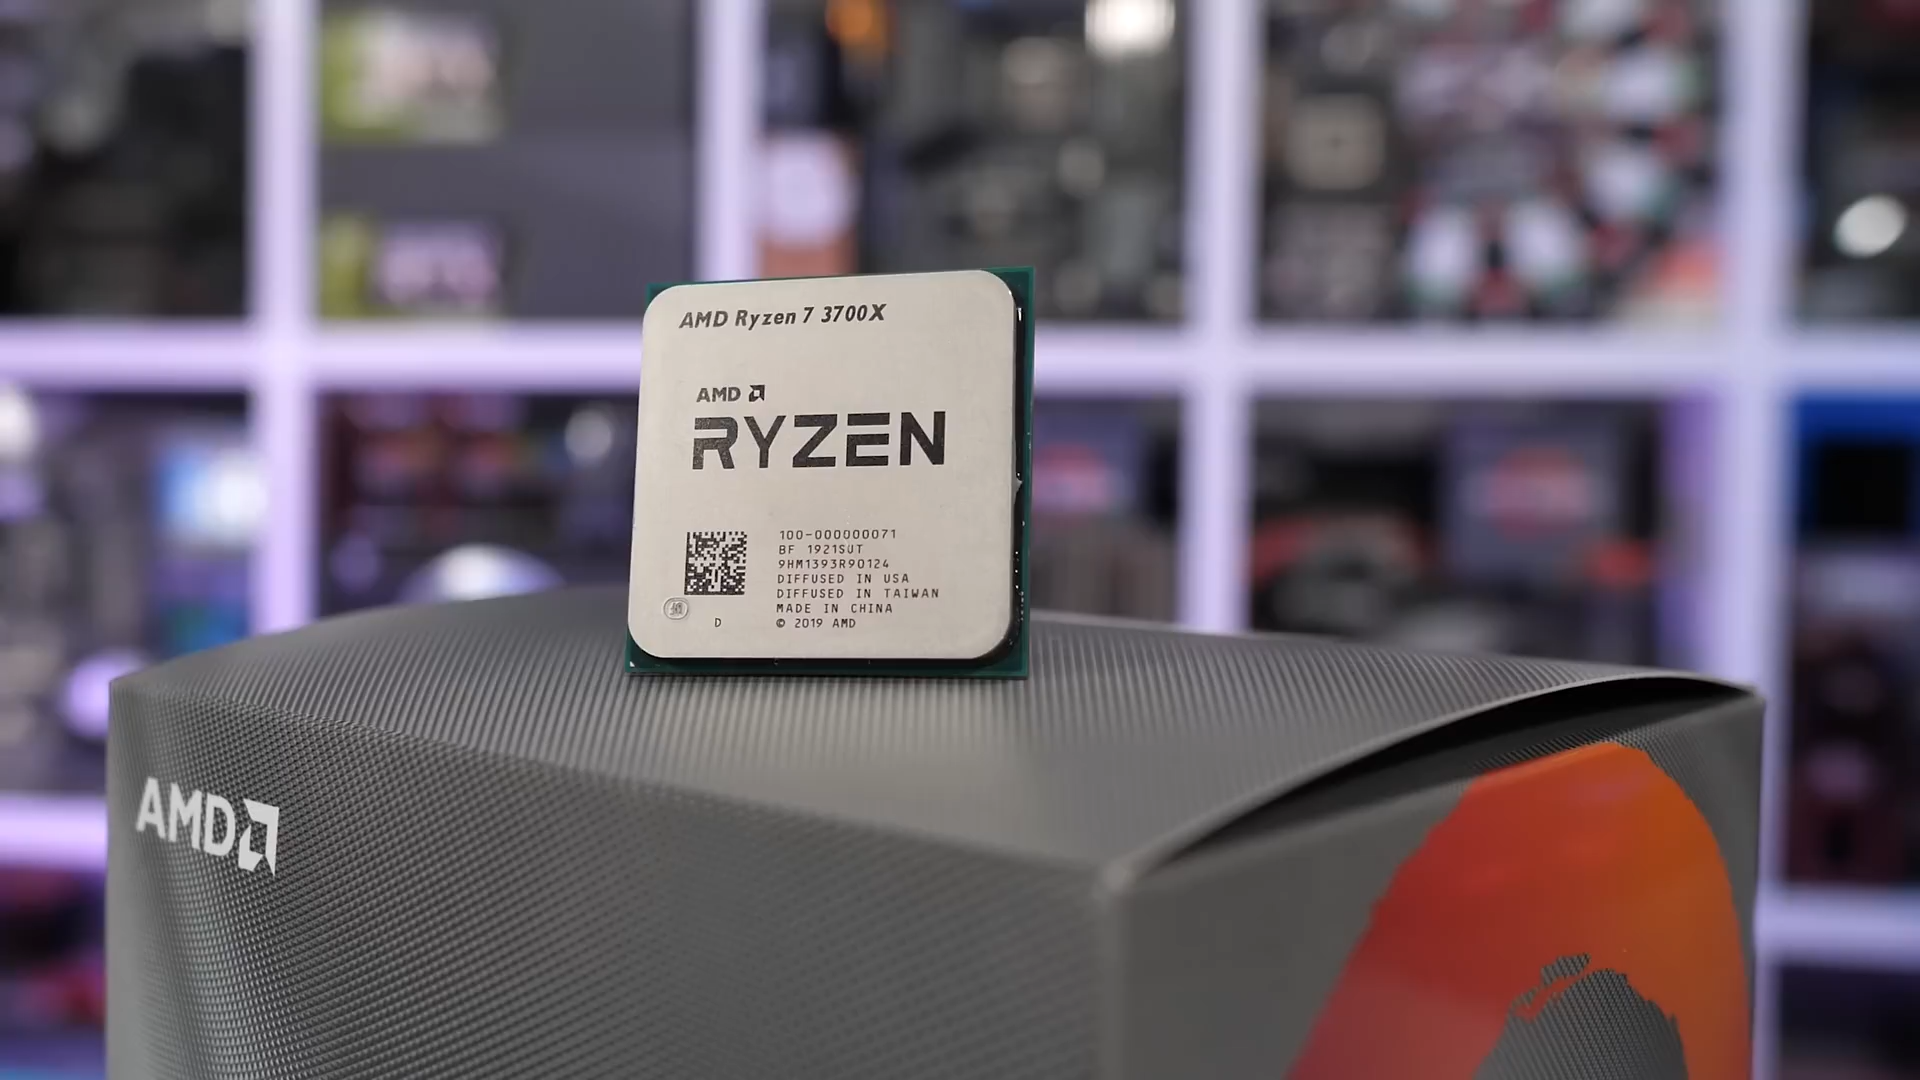 AMD Ryzen 7 3700X
AMD
RYZEN
100-000000071
BF 1921SUT
9HM1393R90124
DIFFUSED IN USA
DIFFUSED IN TAIWAN
MADE IN CHINA
© 2019 AMD
D
AMD